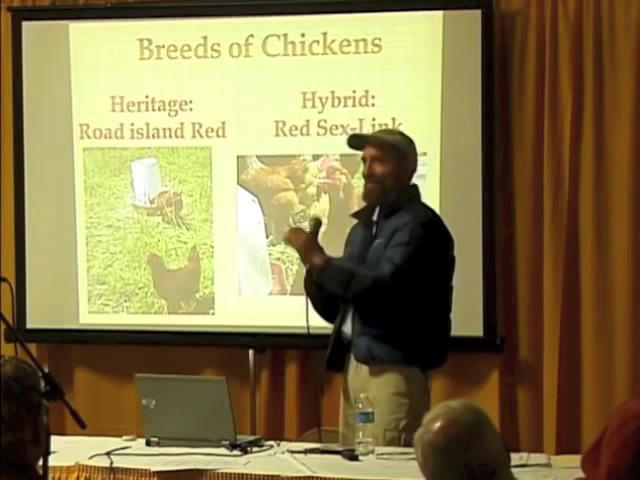 Breeds of Chickens
Heritage:
Road island Red
Hybrid:
Red Sex-Link